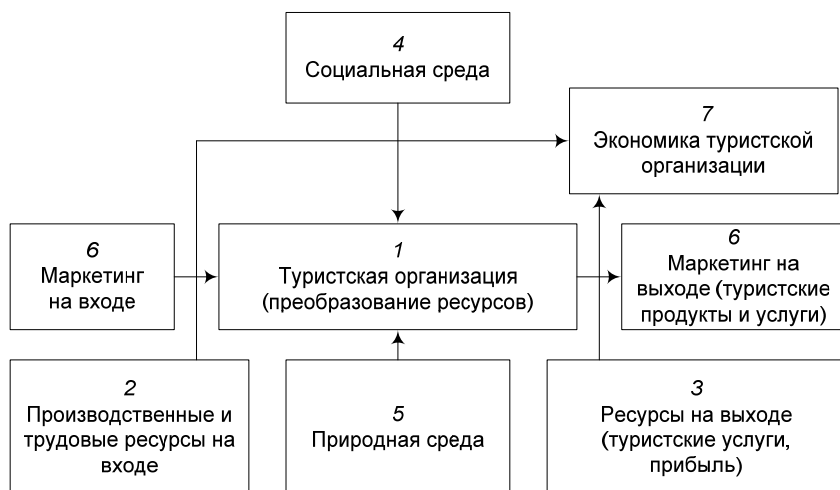 4
Социальная среда
7
Экономика туристской
организации
6
Маркетинг
на входе
1
Туристская организация
(преобразование ресурсов)
6
Маркетинг на
выходе (туристские
продукты и услуги)
2
Производственные и
трудовые ресурсы на
входе
5
Природная среда
3
Ресурсы на выходе
(туристские услуги,
прибыль)